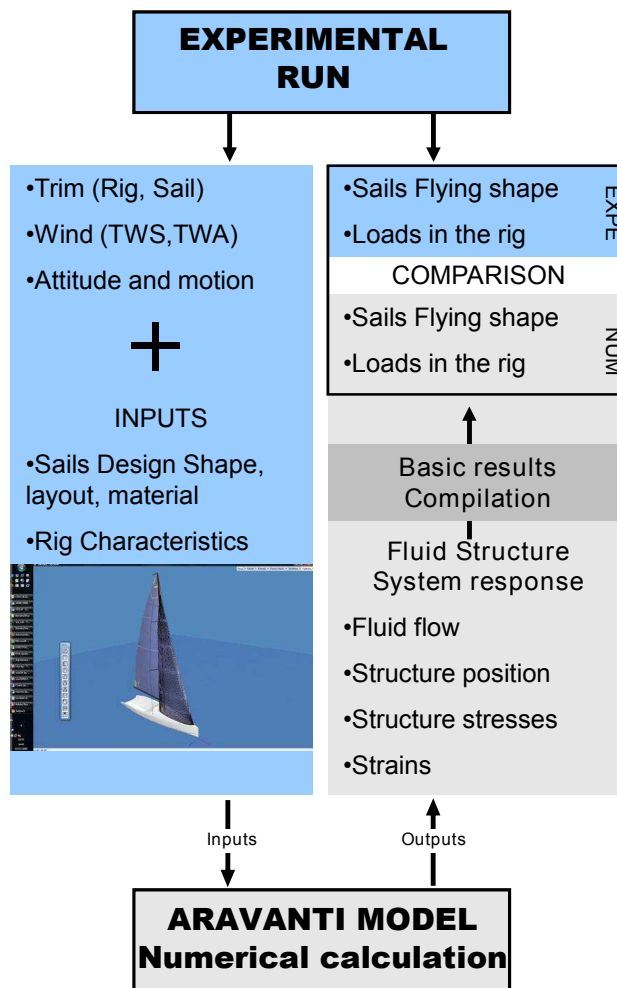 EXPERIMENTAL
RUN
•Trim (Rig, Sail)
•Wind (TWS,TWA)
•Attitude and motion
+
INPUTS
•Sails Design Shape,
layout, material
•Rig Characteristics
•Sails Flying shape
•Loads in the rig
EXPE
COMPARISON
•Sails Flying shape
•Loads in the rig
NUM
Basic results
Compilation
Fluid Structure
System response
•Fluid flow
•Structure position
•Structure stresses
•Strains
Inputs
Outputs
ARAVANTI MODEL
Numerical calculation